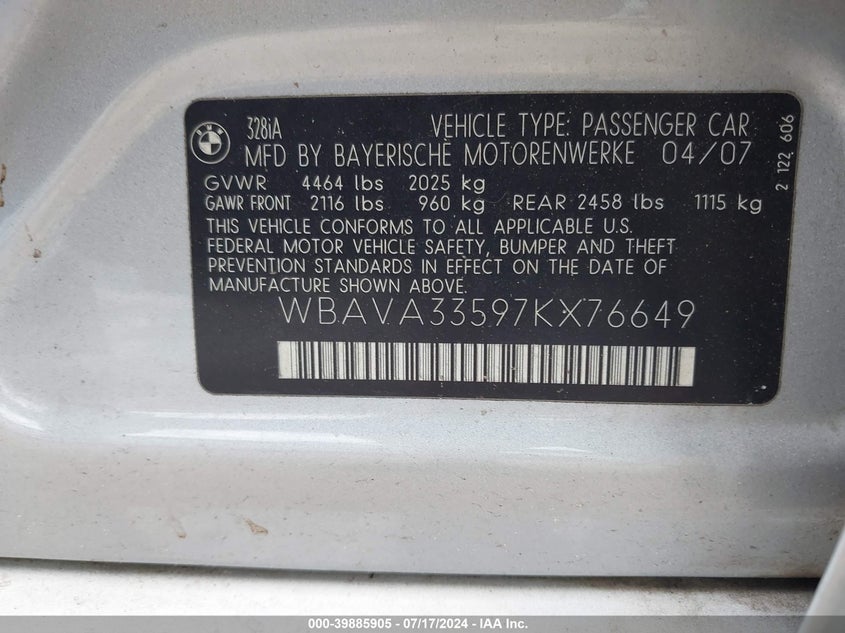 BMW
328iA VEHICLE TYPE: PASSENGER CAR
MFD BY BAYERISCHE MOTORENWERKE 04/07
GVWR 4464 lbs 2025 kg
GAWR FRONT 2116 lbs 960 kg REAR 2458 lbs 1115 kg
THIS VEHICLE CONFORMS TO ALL APPLICABLE U.S.
FEDERAL MOTOR VEHICLE SAFETY, BUMPER AND THEFT
PREVENTION STANDARDS IN EFFECT ON THE DATE OF
MANUFACTURE SHOWN ABOVE.
WBAVA33597KX76649
2 122 606
000-39885905 - 07/17/2024 - IAAI Inc.